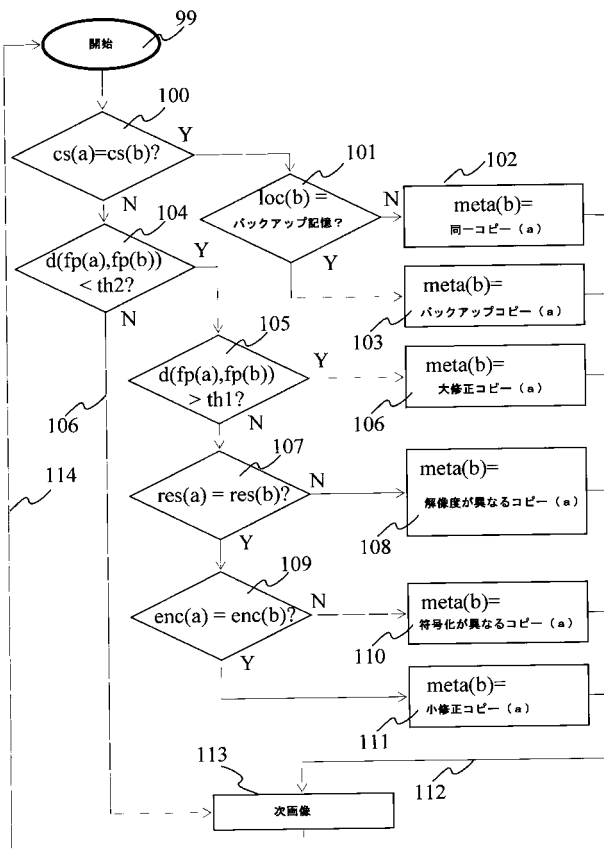 99
開始
100
cs(a)=cs(b)?
Y
N
101
loc(b) =
バックアップ記憶?
N
Y
102
meta(b)=
同一コピー(a)
104
d(fp(a),fp(b))
< th2?
Y
N
meta(b)=
バックアップコピー(a)
103
105
d(fp(a),fp(b))
> th1?
Y
N
meta(b)=
大修正コピー(a)
106
106
114
107
res(a) = res(b)?
N
Y
meta(b)=
解像度が異なるコピー(a)
108
109
enc(a) = enc(b)?
N
Y
meta(b)=
符号化が異なるコピー(a)
110
meta(b)=
小修正コピー(a)
111
112
113
次画像